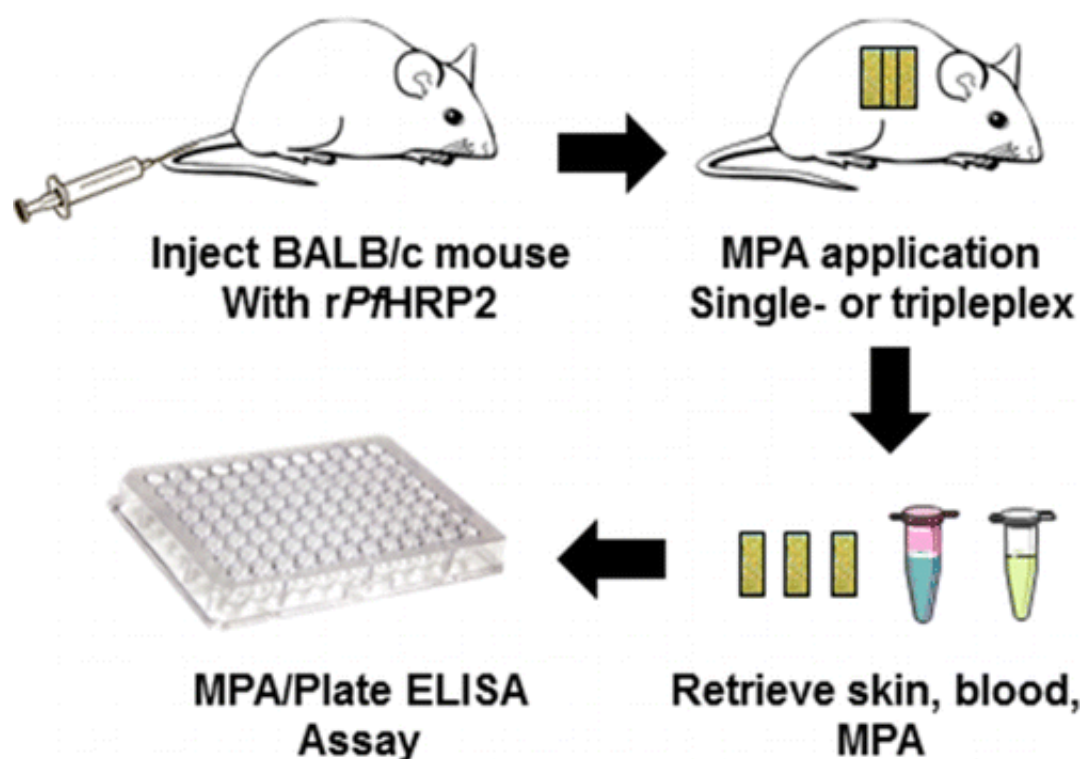 Inject BALB/c mouse
With rPfHRP2
MPA application
Single- or tripleplex
Retrieve skin, blood,
MPA
MPA/Plate ELISA
Assay